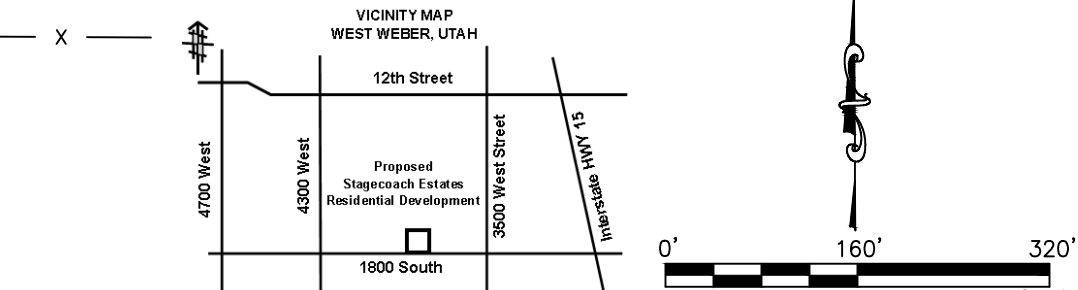 VICINITY MAP
WEST WEBER, UTAH
X
12th Street
4700 West
4300 West
Proposed
Stagecoach Estates
Residential Development
3500 West Street
Interstate HWY 15
1800 South
0'
160'
320'